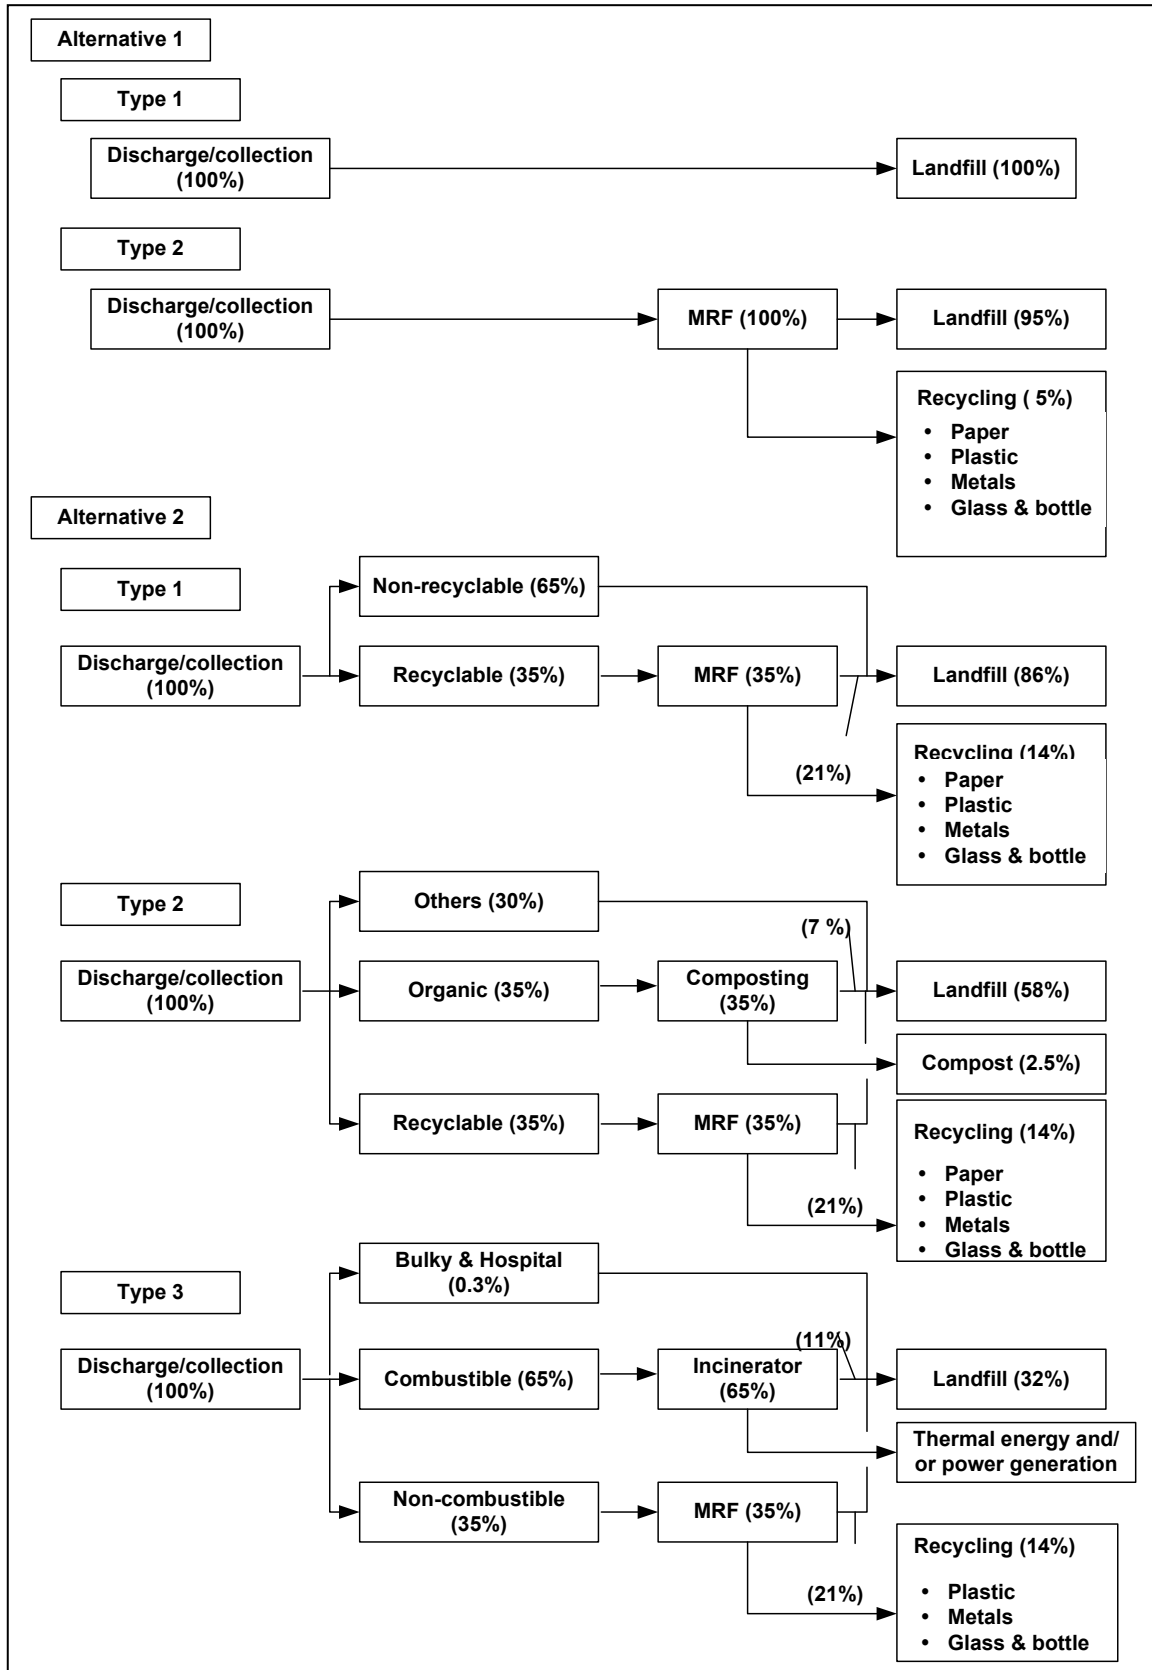 Alternative 1
Type 1
Discharge/collection
(100%)
Landfill (100%)
Type 2
Discharge/collection
(100%)
MRF (100%)
Landfill (95%)
Recycling ( 5%)
• Paper
• Plastic
• Metals
• Glass & bottle
Alternative 2
Type 1
Non-recyclable (65%)
Discharge/collection
(100%)
Recyclable (35%)
MRF (35%)
Landfill (86%)
(21%)
Recycling (14%)
• Paper
• Plastic
• Metals
• Glass & bottle
Type 2
Others (30%)
(7 %)
Discharge/collection
(100%)
Organic (35%)
Composting
(35%)
Landfill (58%)
Compost (2.5%)
Recyclable (35%)
MRF (35%)
(21%)
Recycling (14%)
• Paper
• Plastic
• Metals
• Glass & bottle
Type 3
Bulky & Hospital
(0.3%)
(11%)
Discharge/collection
(100%)
Combustible (65%)
Incinerator
(65%)
Landfill (32%)
Thermal energy and/
or power generation
Non-combustible
(35%)
MRF (35%)
(21%)
Recycling (14%)
• Plastic
• Metals
• Glass & bottle